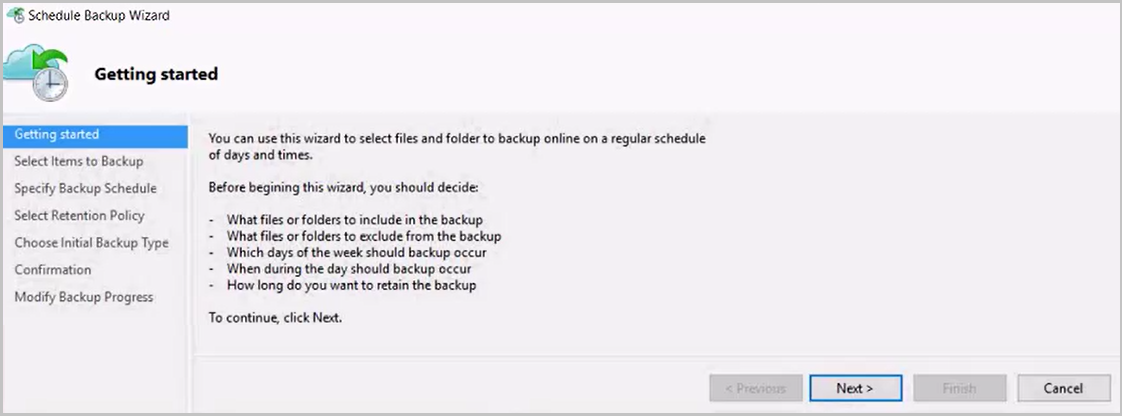 Schedule Backup Wizard
Getting started
Getting started
Select Items to Backup
Specify Backup Schedule
Select Retention Policy
Choose Initial Backup Type
Confirmation
Modify Backup Progress
You can use this wizard to select files and folder to backup online on a regular schedule
of days and times.
Before begining this wizard, you should decide:
- What files or folders to include in the backup
- What files or folders to exclude from the backup
- Which days of the week should backup occur
- When during the day should backup occur
- How long do you want to retain the backup
To continue, click Next.
< Previous
Next >
Finish
Cancel